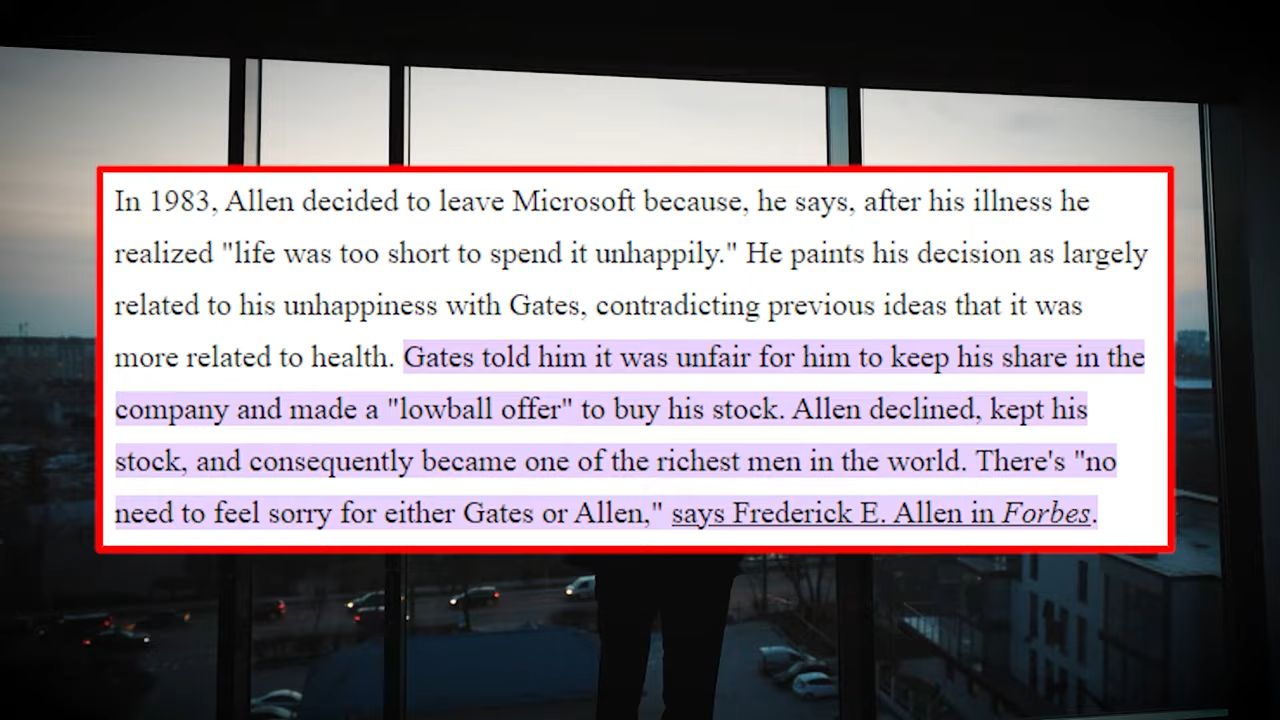 In 1983, Allen decided to leave Microsoft because, he says, after his illness he
realized "life was too short to spend it unhappily." He paints his decision as largely
related to his unhappiness with Gates, contradicting previous ideas that it was
more related to health. Gates told him it was unfair for him to keep his share in the
company and made a "lowball offer" to buy his stock. Allen declined, kept his
stock, and consequently became one of the richest men in the world. There's "no
need to feel sorry for either Gates or Allen," says Frederick E. Allen in Forbes.